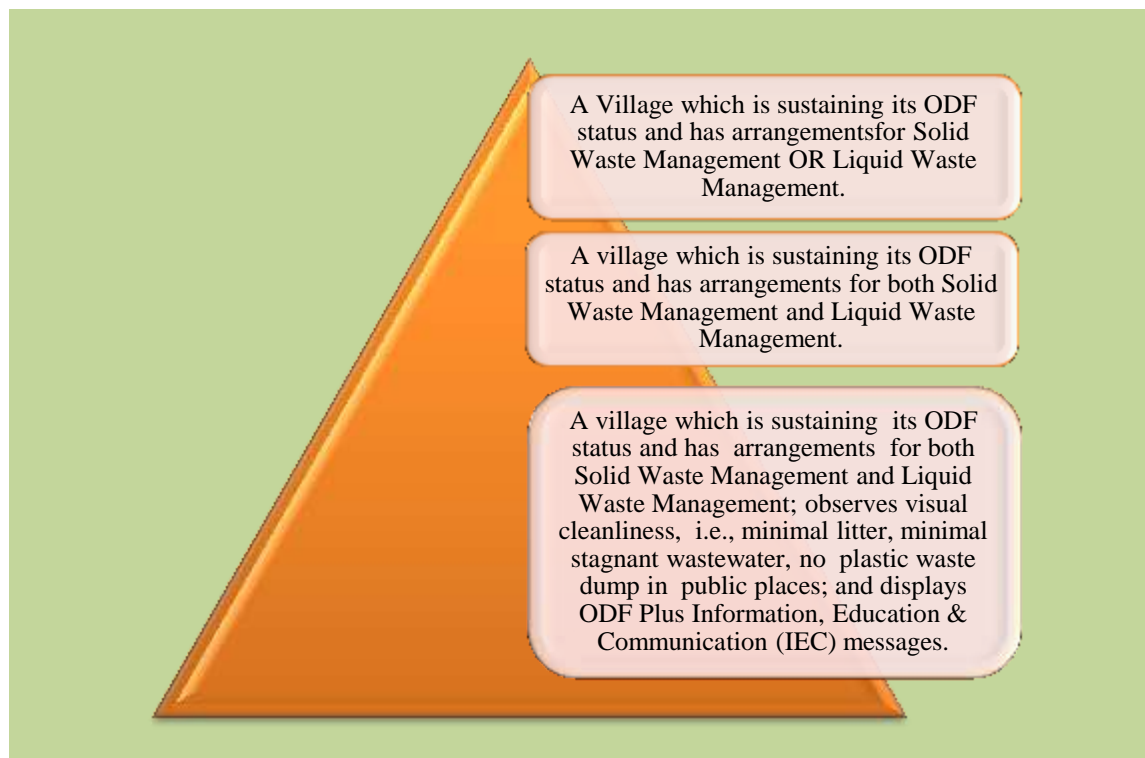 A Village which is sustaining its ODF
status and has arrangementsfor Solid
Waste Management OR Liquid Waste
Management.
A village which is sustaining its ODF
status and has arrangements for both Solid
Waste Management and Liquid Waste
Management.
A village which is sustaining its ODF
status and has arrangements for both
Solid Waste Management and Liquid
Waste Management; observes visual
cleanliness, i.e., minimal litter, minimal
stagnant wastewater, no plastic waste
dump in public places; and displays
ODF Plus Information, Education &
Communication (IEC) messages.